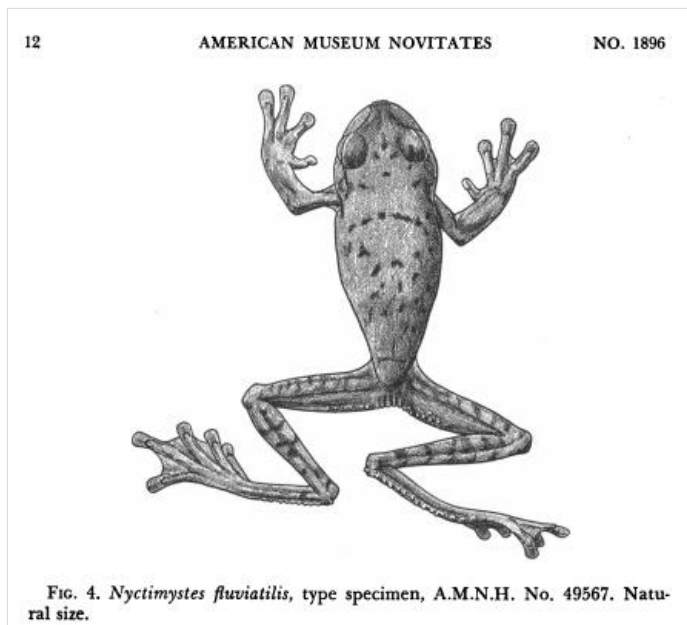 12 AMERICAN MUSEUM NOVITATES NO. 1896
FIG. 4. Nyctimystes fluviatilis, type specimen, A.M.N.H. No. 49567. Natu-
ral size.